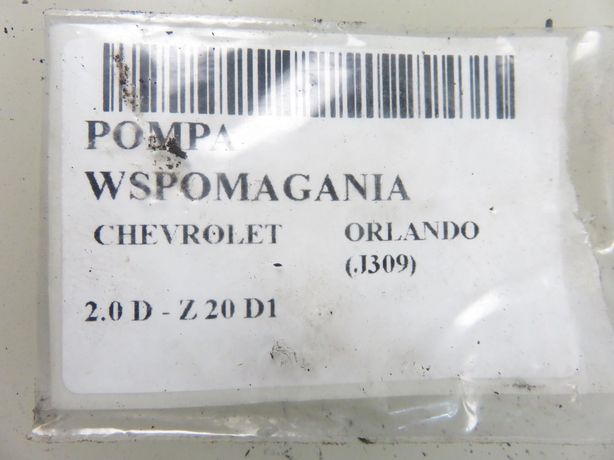 POMPA
WSPOMAGANIA
CHEVROLET ORLANDO
(J309)
2.0 D - Z 20 D1